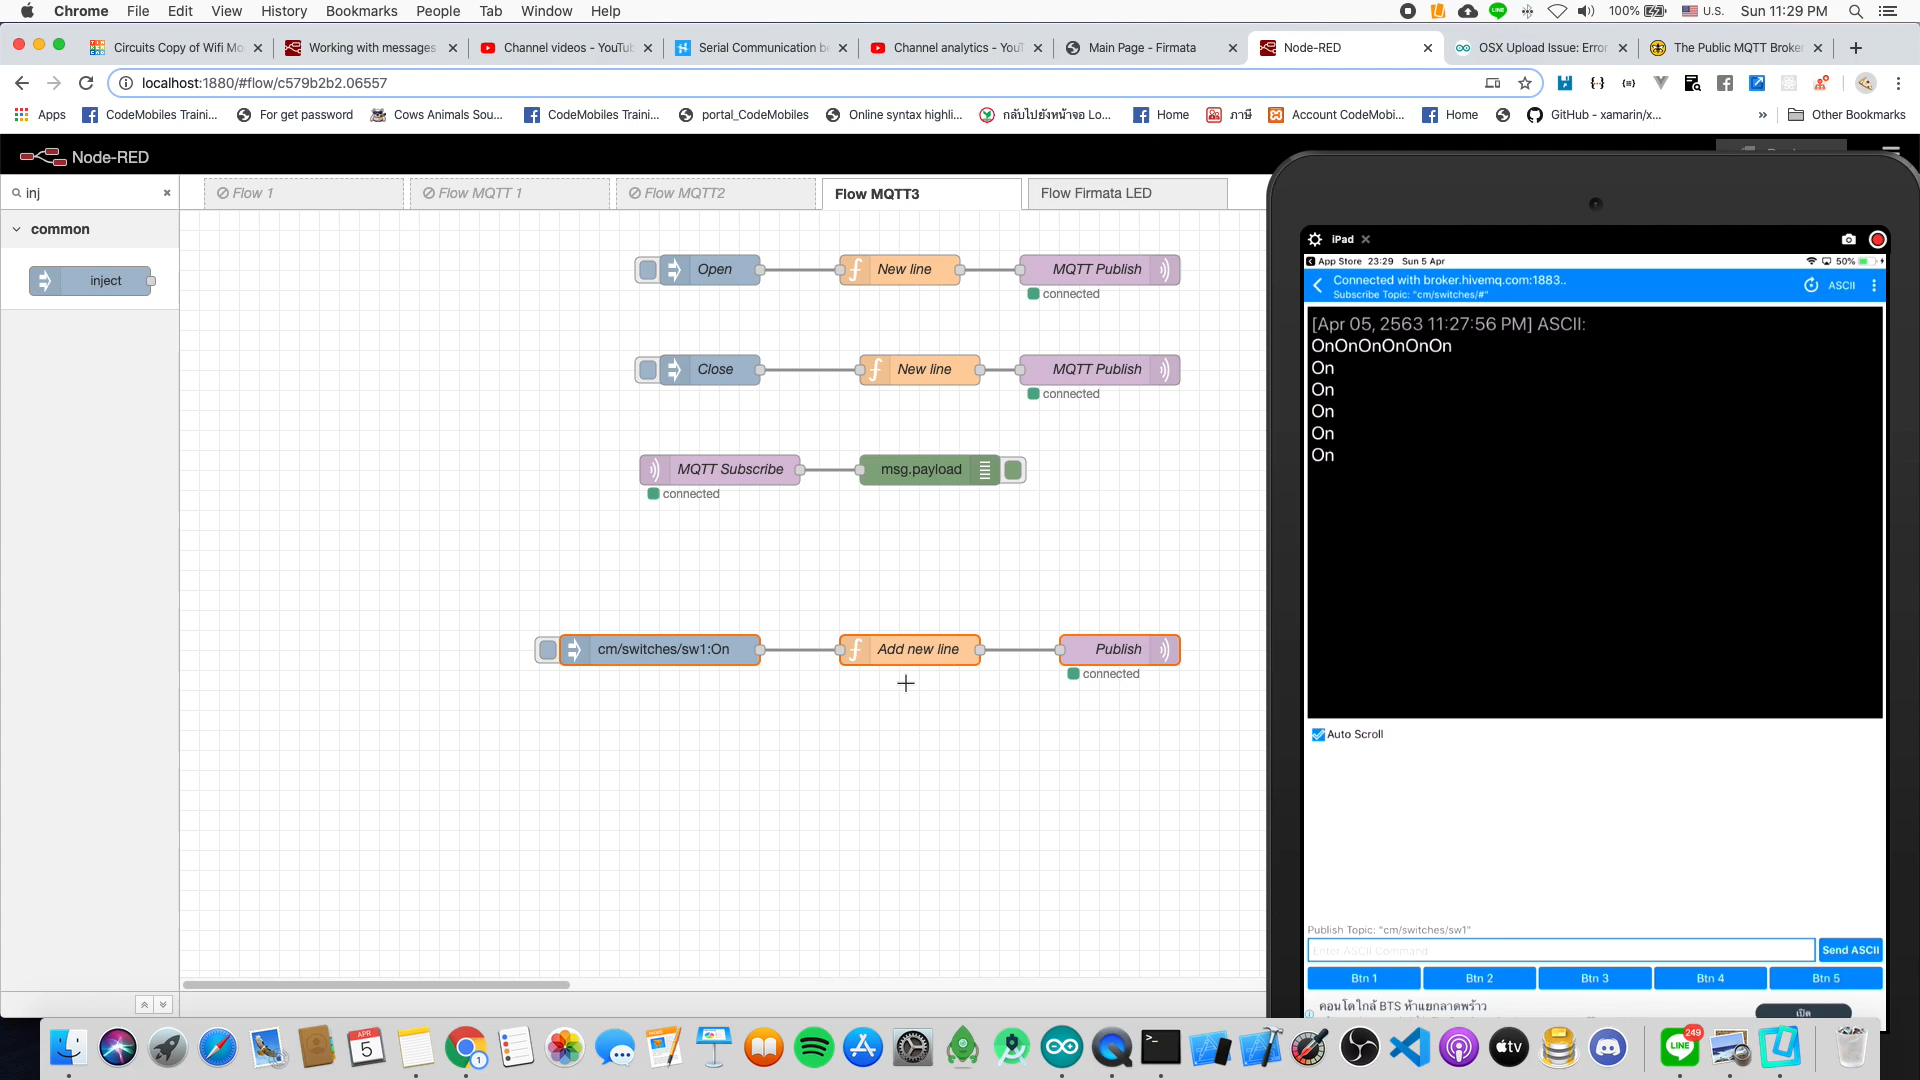 Chrome File Edit View History Bookmarks People Tab Window Help
100% U.S. Sun 11:29 PM
Circuits Copy of Wifi Mo
Working with messages
Channel videos - YouTu
Serial Communication be
Channel analytics - YouT
Main Page - Firmata
Node-RED
OSX Upload Issue: Error
The Public MQTT Broke
localhost:1880/#flow/c579b2b2.06557
Apps
CodeMobiles Traini...
For get password
Cows Animals Sou...
CodeMobiles Traini...
portal_CodeMobiles
Online syntax highli...
กลับไปยังหน้าจอ Lo...
Home
ภาษี
Account CodeMobi...
Home
GitHub - xamarin/x...
Other Bookmarks
Node-RED
inj
Flow 1
Flow MQTT 1
Flow MQTT2
Flow MQTT3
Flow Firmata LED
common
inject
Open
New line
MQTT Publish
connected
Close
New line
MQTT Publish
connected
MQTT Subscribe
msg.payload
connected
cm/switches/sw1:On
Add new line
Publish
connected
iPad
App Store 23:29 Sun 5 Apr
50%
Connected with broker.hivemq.com:1883..
Subscribe Topic: "cm/switches/#"
ASCII
[Apr 05, 2563 11:27:56 PM] ASCII:
OnOnOnOnOnOn
On
On
On
On
On
Auto Scroll
Publish Topic: "cm/switches/sw1"
Enter ASCII Command
Send ASCII
Btn 1
Btn 2
Btn 3
Btn 4
Btn 5
คอนโดใกล้ BTS ห้าแยกลาดพร้าว
เปิด
APR
5
1
tv
LINE
249